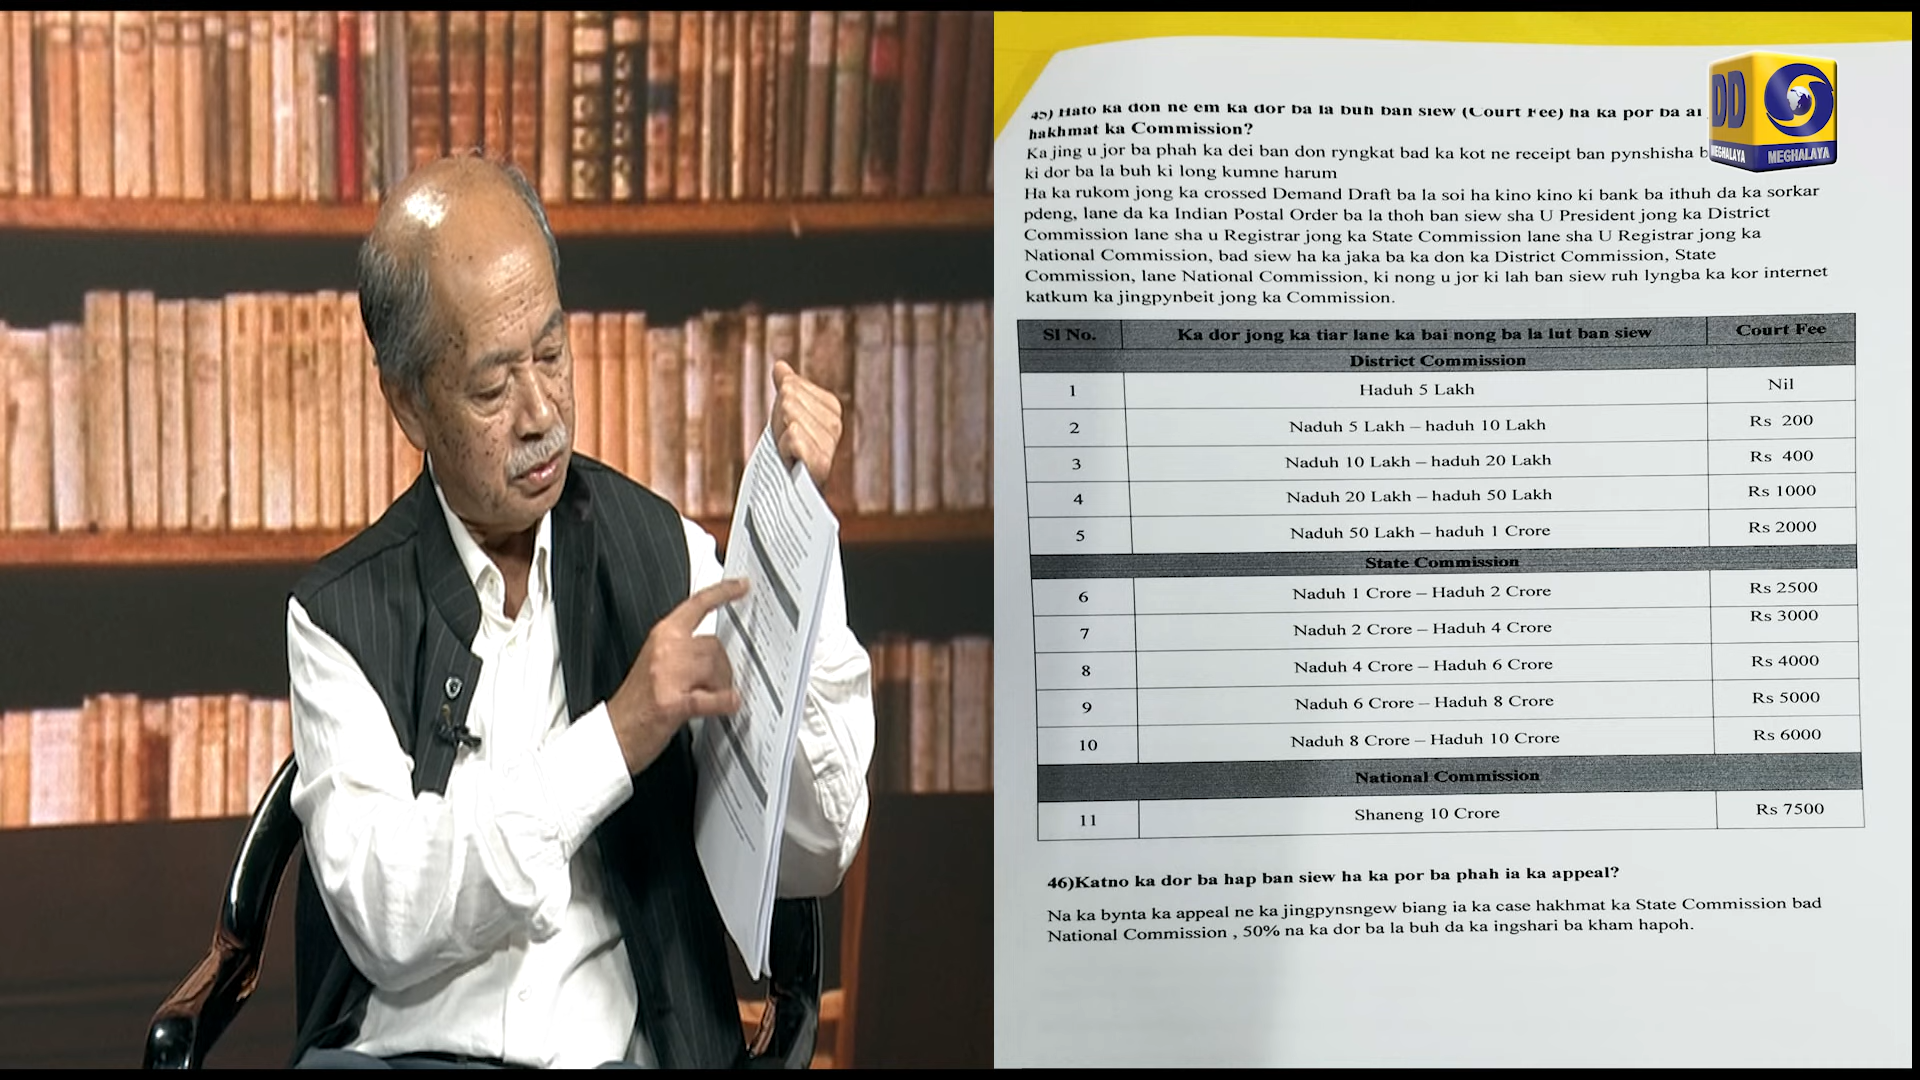 DD
MEGHALAYA
MEGHALAYA
45) Hato ka don ne em ka dor ba la buh ban siew (Court Fee) ha ka por ba ai
hakhmat ka Commission?
Ka jing u jor ba phah ka dei ban don ryngkat bad ka kot ne receipt ban pynshisha
ki dor ba la buh ki long kumne harum
Ha ka rukom jong ka crossed Demand Draft ba la soi ha kino kino ki bank ba ithuh da ka sorkar
pdeng, lane da ka Indian Postal Order ba la thoh ban siew sha U President jong ka District
Commission lane sha u Registrar jong ka State Commission lane sha U Registrar jong ka
National Commission, bad siew ha ka jaka ba ka don ka District Commission, State
Commission, lane National Commission, ki nong u jor ki lah ban siew ruh lyngba ka kor internet
katkum ka jingpynbeit jong ka Commission.
Sl No. Ka dor jong ka tiar lane ka bai nong ba la lut ban siew Court Fee
District Commission
1 Haduh 5 Lakh Nil
2 Naduh 5 Lakh – haduh 10 Lakh Rs 200
3 Naduh 10 Lakh – haduh 20 Lakh Rs 400
4 Naduh 20 Lakh – haduh 50 Lakh Rs 1000
5 Naduh 50 Lakh – haduh 1 Crore Rs 2000
State Commission
6 Naduh 1 Crore – Haduh 2 Crore Rs 2500
7 Naduh 2 Crore – Haduh 4 Crore Rs 3000
8 Naduh 4 Crore – Haduh 6 Crore Rs 4000
9 Naduh 6 Crore – Haduh 8 Crore Rs 5000
10 Naduh 8 Crore – Haduh 10 Crore Rs 6000
National Commission
11 Shaneng 10 Crore Rs 7500
46)Katno ka dor ba hap ban siew ha ka por ba phah ia ka appeal?
Na ka bynta ka appeal ne ka jingpynsngew biang ia ka case hakhmat ka State Commission bad
National Commission , 50% na ka dor ba la buh da ka ingshari ba kham hapoh.